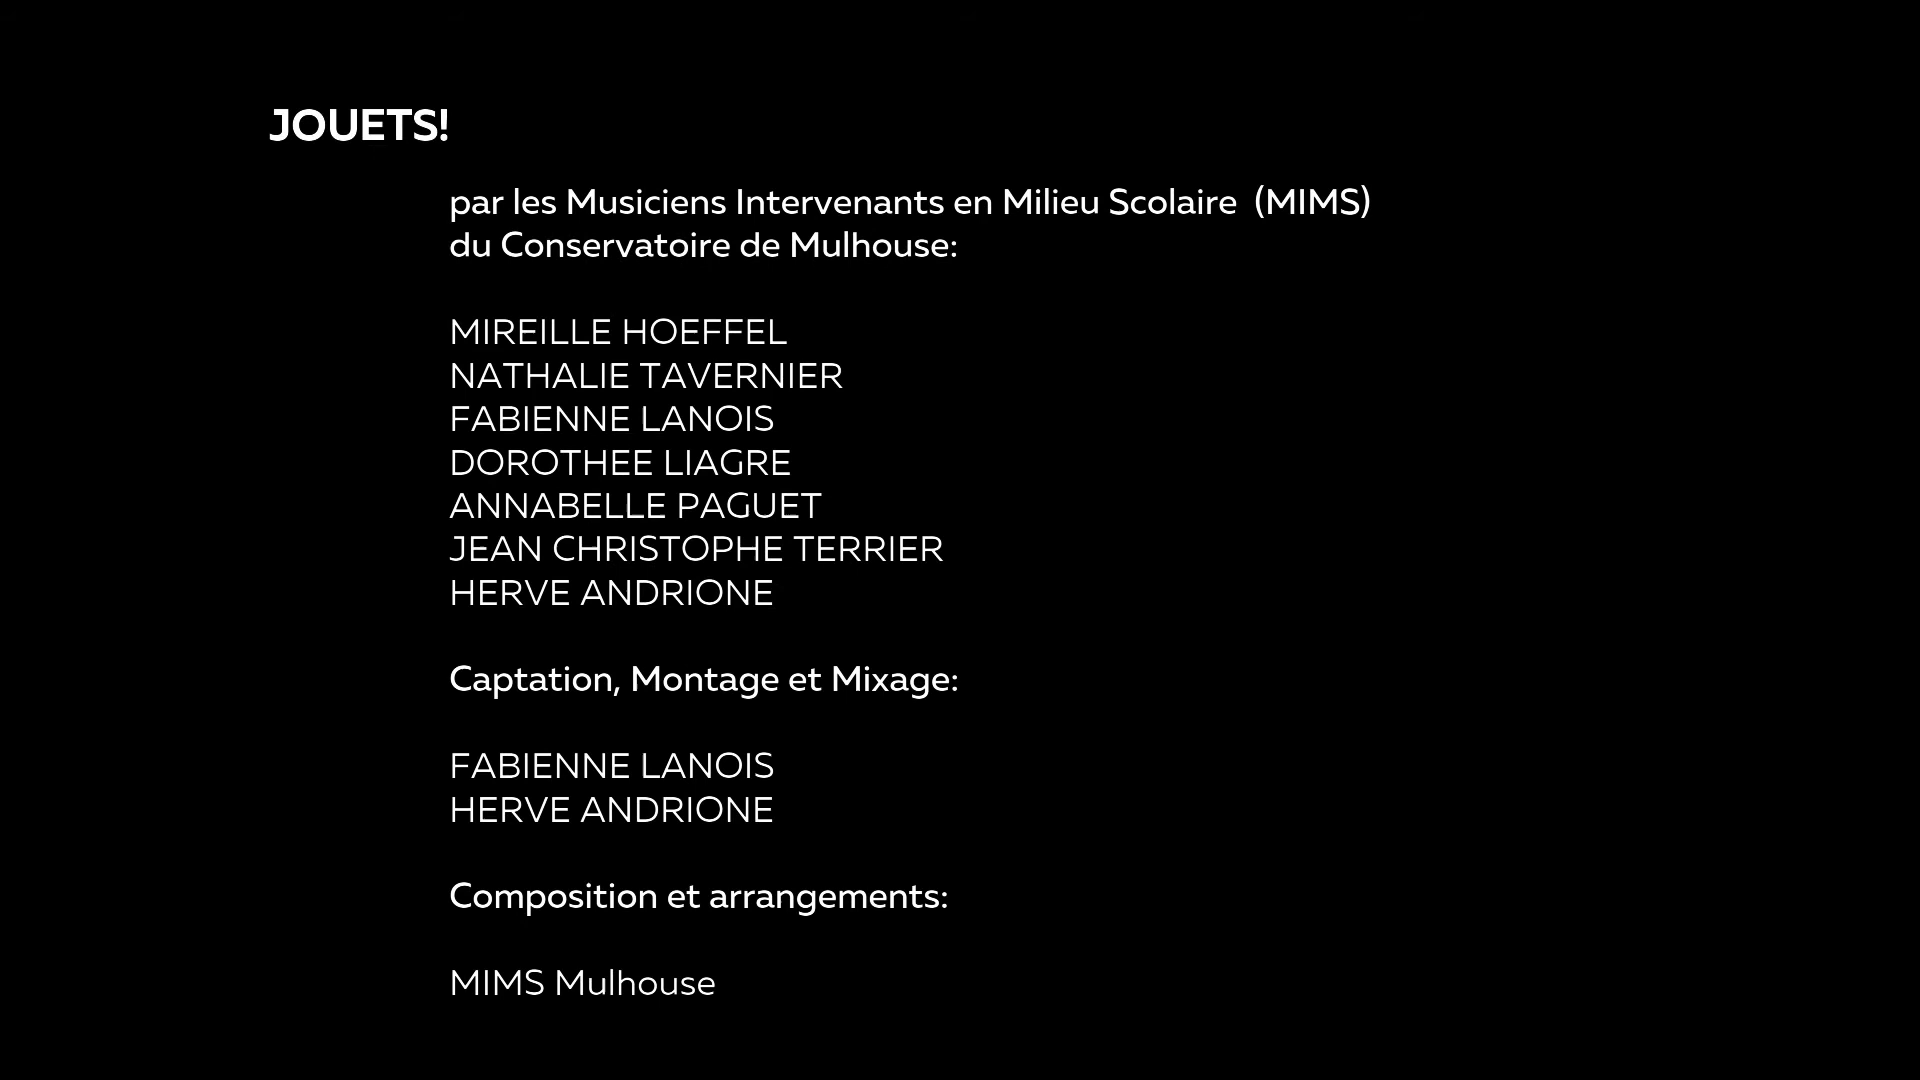 JOUETS!
par les Musiciens Intervenants en Milieu Scolaire  (MIMS)
du Conservatoire de Mulhouse:
MIREILLE HOEFFEL
NATHALIE TAVERNIER
FABIENNE LANOIS
DOROTHEE LIAGRE
ANNABELLE PAGUET
JEAN CHRISTOPHE TERRIER
HERVE ANDRIONE
Captation, Montage et Mixage:
FABIENNE LANOIS
HERVE ANDRIONE
Composition et arrangements:
MIMS Mulhouse